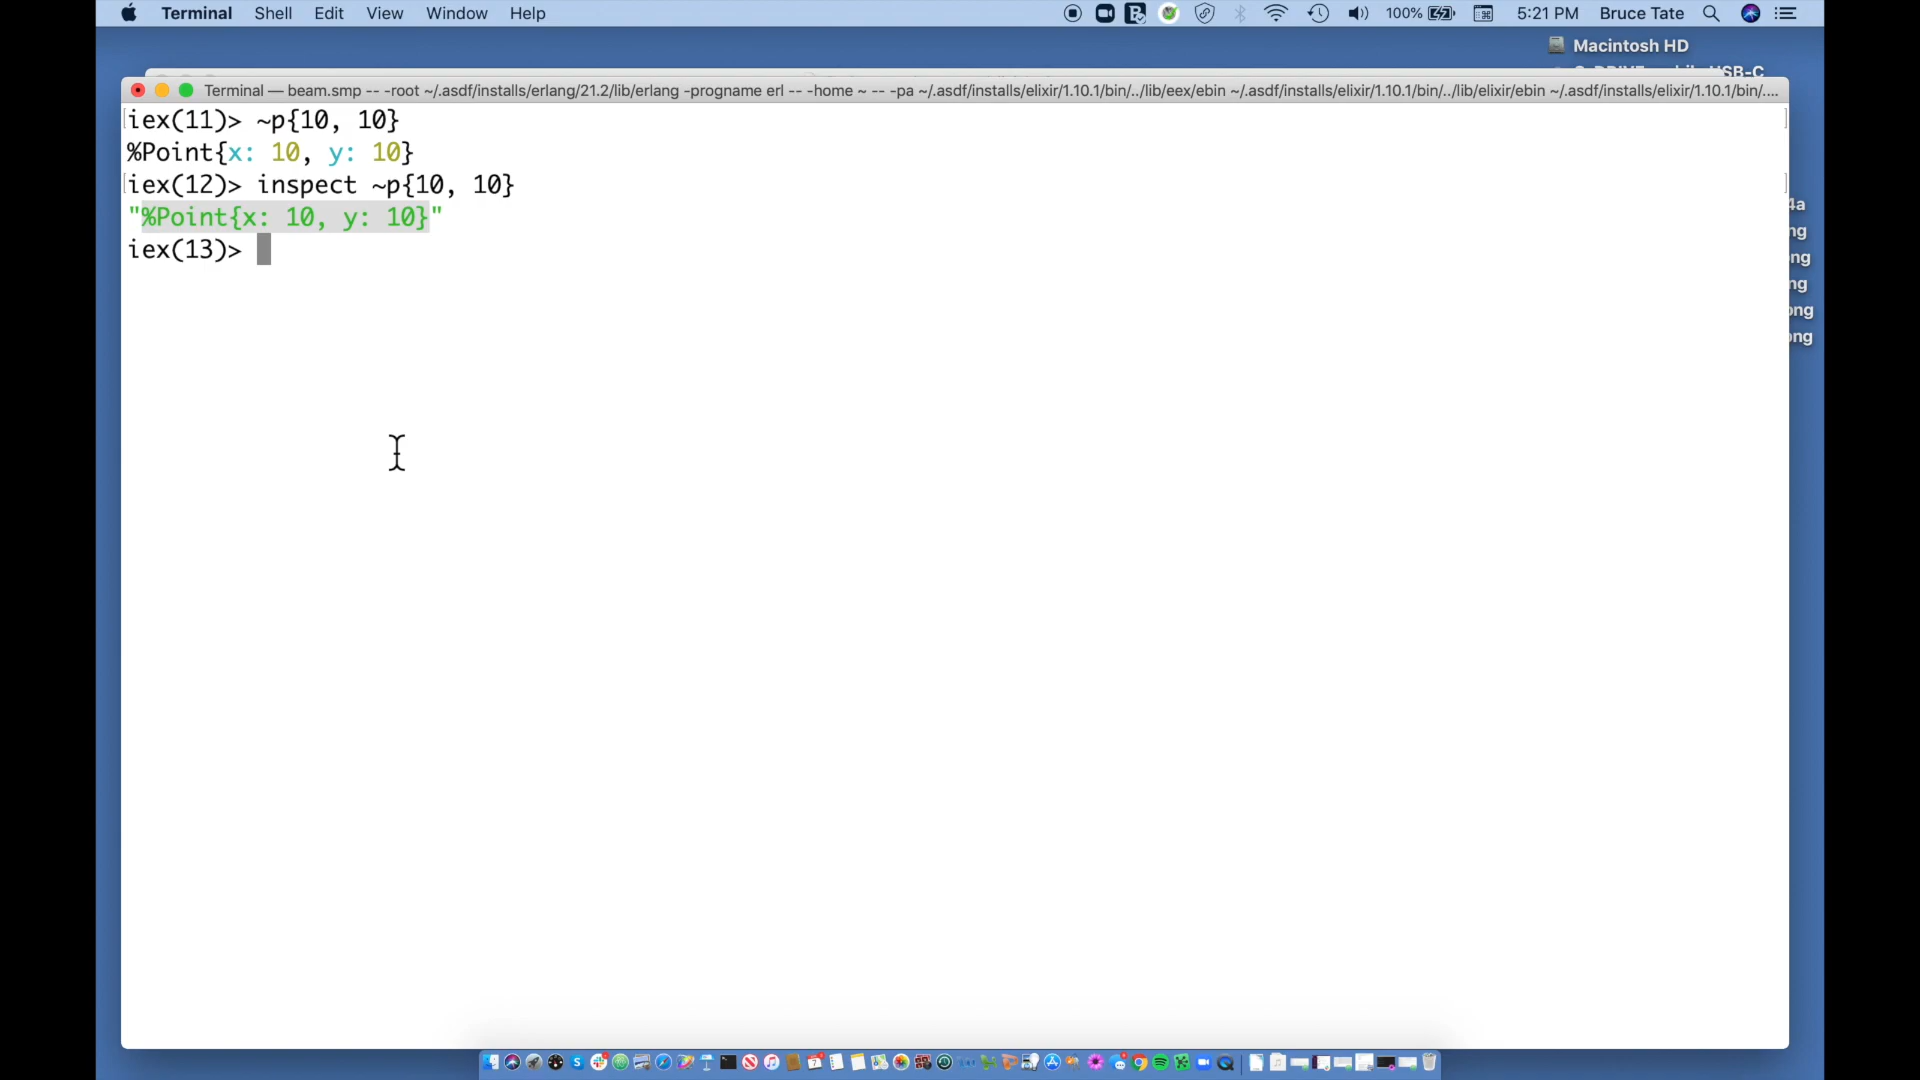 Terminal Shell Edit View Window Help 100% 5:21 PM Bruce Tate
Macintosh HD
USB-C
Terminal — beam.smp -- -root ~/.asdf/installs/erlang/21.2/lib/erlang -progname erl -- -home ~ -- -pa ~/.asdf/installs/elixir/1.10.1/bin/../lib/eex/ebin ~/.asdf/installs/elixir/1.10.1/bin/../lib/elixir/ebin ~/.asdf/installs/elixir/1.10.1/bin/....
iex(11)> ~p{10, 10}
%Point{x: 10, y: 10}
iex(12)> inspect ~p{10, 10}
"%Point{x: 10, y: 10}"
iex(13)>